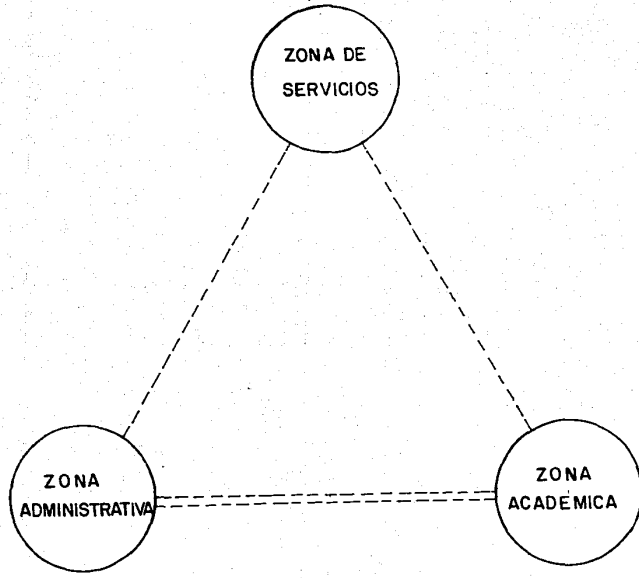 ZONA DE
SERVICIOS
ZONA
ADMINISTRATIVA
ZONA
ACADEMICA